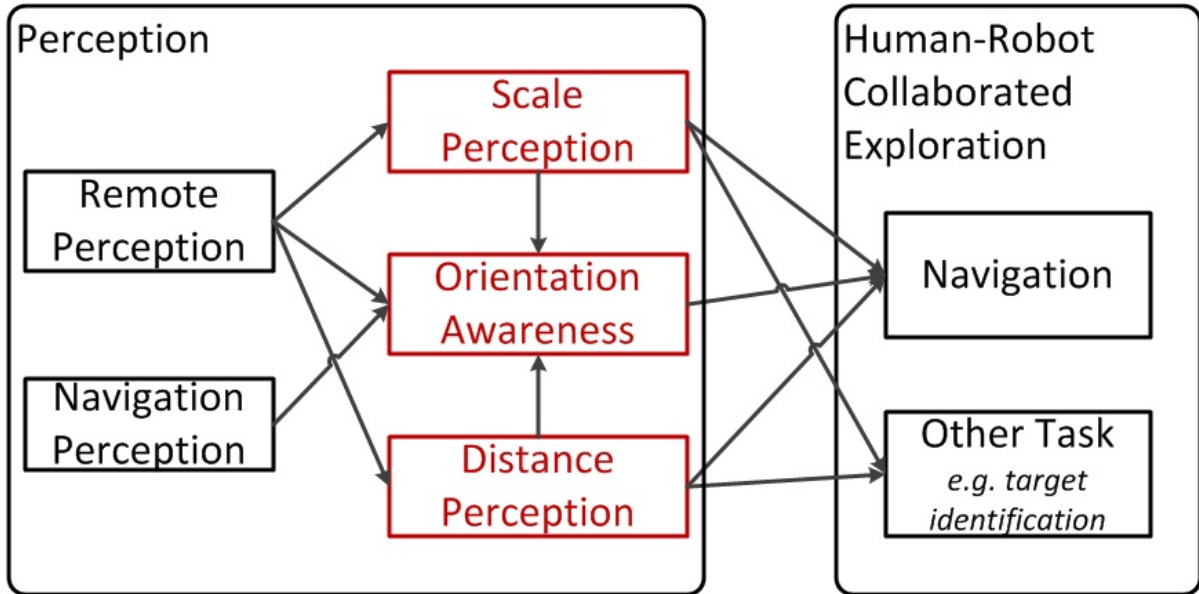 Perception
Scale
Perception
Remote
Perception
Orientation
Awareness
Navigation
Perception
Distance
Perception
Human-Robot
Collaborated
Exploration
Navigation
Other Task
e.g. target
identification